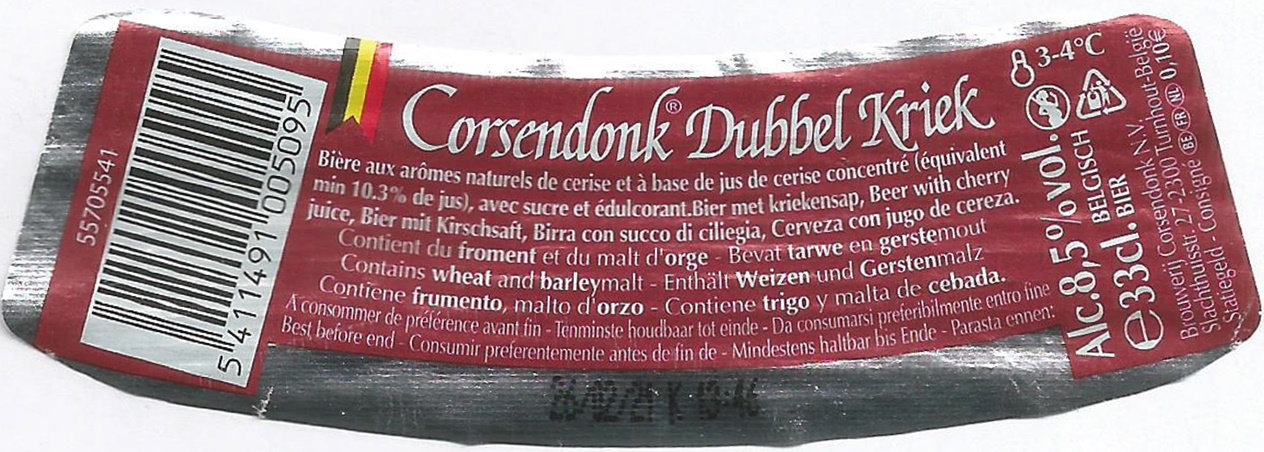 55705541
5 411491 005095
Corsendonk® Dubbel Kriek
Bière aux arômes naturels de cerise et à base de jus de cerise concentré (équivalent
min 10.3% de jus), avec sucre et édulcorant.Bier met kriekensap, Beer with cherry
juice, Bier mit Kirschsaft, Birra con succo di ciliegia, Cerveza con jugo de cereza.
Contient du froment et du malt d'orge - Bevat tarwe en gerstemout
Contains wheat and barleymalt - Enthält Weizen und Gerstenmalz
Contiene frumento, malto d'orzo - Contiene trigo y malta de cebada.
A consommer de préférence avant fin - Tenminste houdbaar tot einde - Da consumarsi preferibilmente entro fine
Best before end - Consumir preferentemente antes de fin de - Mindestens haltbar bis Ende - Parasta ennen:
26/02/21 K
3-4°C
Alc.8,5%vol.
BELGISCH
e33cl. BIER
Brouwerij Corsendonk N.V.
Slachthuisstr. 27-2300 Turnhout-België
Statiegeld - Consigné BE FR NL 0,10€